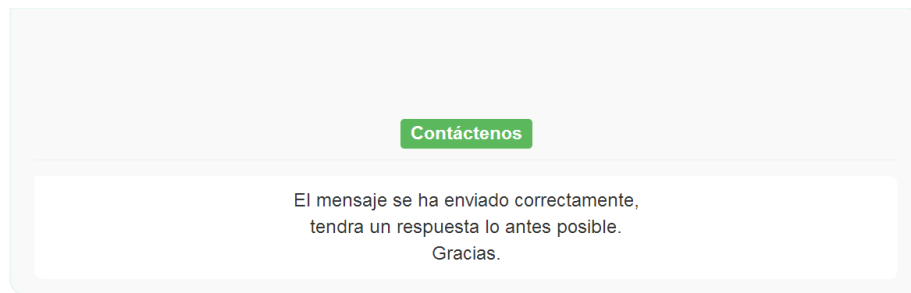 Contáctenos
El mensaje se ha enviado correctamente,
tendra un respuesta lo antes posible.
Gracias.